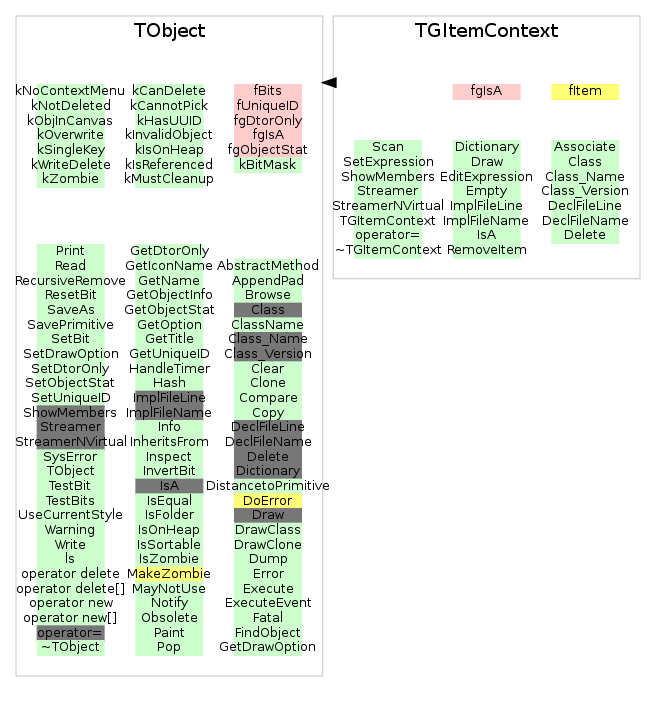 TObject
kNoContextMenu
kNotDeleted
kObjInCanvas
kOverwrite
kSingleKey
kWriteDelete
kZombie
kCanDelete
kCannotPick
kHasUUID
kInvalidObject
kIsOnHeap
kIsReferenced
kMustCleanup
fBits
fUniqueID
fgDtorOnly
fgIsA
fgObjectStat
kBitMask
Print
Read
RecursiveRemove
ResetBit
SaveAs
SavePrimitive
SetBit
SetDrawOption
SetDtorOnly
SetObjectStat
SetUniqueID
ShowMembers
Streamer
StreamerNVirtual
SysError
TObject
TestBit
TestBits
UseCurrentStyle
Warning
Write
ls
operator delete
operator delete[]
operator new
operator new[]
operator=
~TObject
GetDtorOnly
GetIconName
GetName
GetObjectInfo
GetObjectStat
GetOption
GetTitle
GetUniqueID
HandleTimer
Hash
ImplFileLine
ImplFileName
Info
InheritsFrom
Inspect
InvertBit
IsA
IsEqual
IsFolder
IsOnHeap
IsSortable
IsZombie
MakeZombie
MayNotUse
Notify
Obsolete
Paint
Pop
AbstractMethod
AppendPad
Browse
Class
ClassName
Class_Name
Class_Version
Clear
Clone
Compare
Copy
DeclFileLine
DeclFileName
Delete
Dictionary
DistancetoPrimitive
DoError
Draw
DrawClass
DrawClone
Dump
Error
Execute
ExecuteEvent
Fatal
FindObject
GetDrawOption
TGItemContext
fgIsA
fItem
Scan
SetExpression
ShowMembers
Streamer
StreamerNVirtual
TGItemContext
operator=
~TGItemContext
Dictionary
Draw
EditExpression
Empty
ImplFileLine
ImplFileName
IsA
RemoveItem
Associate
Class
Class_Name
Class_Version
DeclFileLine
DeclFileName
Delete